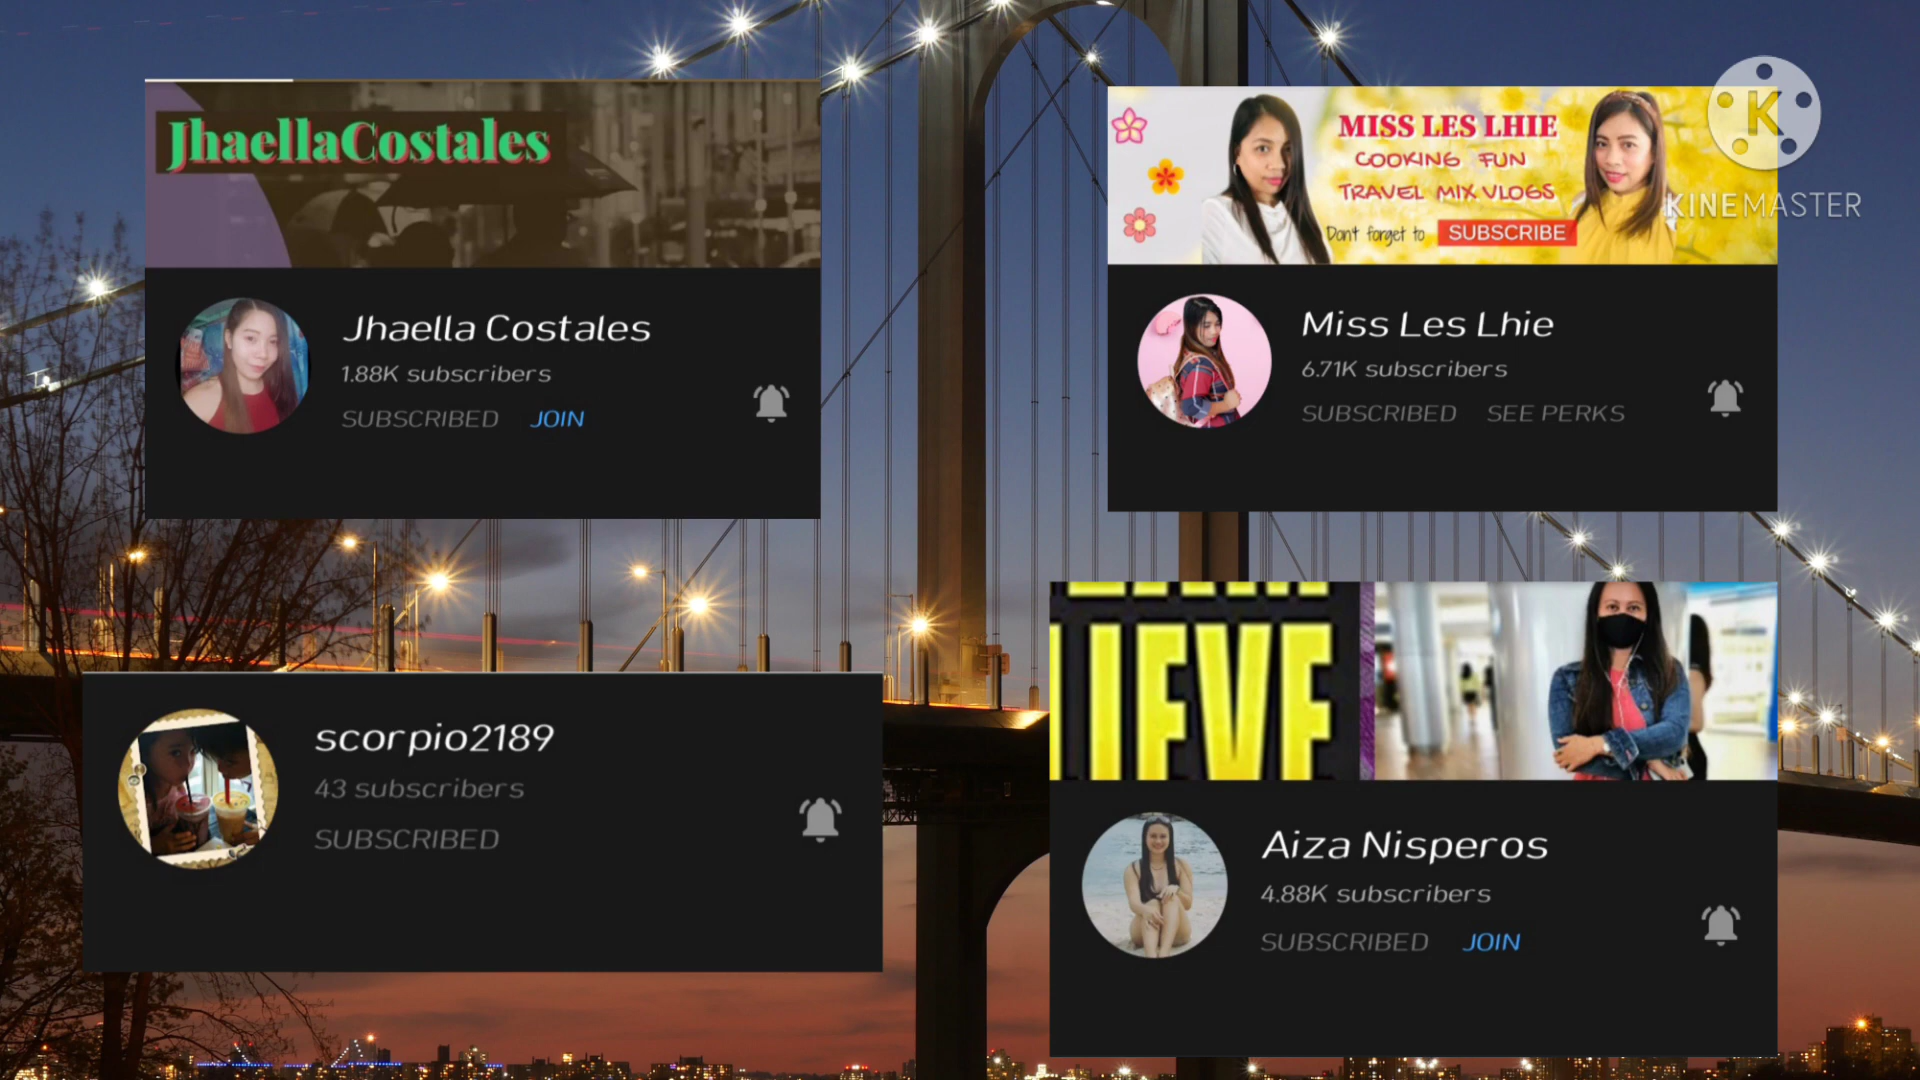 JhaellaCostales
Jhaella Costales
1.88K subscribers
SUBSCRIBED JOIN
MISS LES LHIE
COOKING FUN
TRAVEL MIX VLOGS
Don't forget to SUBSCRIBE
K
KINEMASTER
Miss Les Lhie
6.71K subscribers
SUBSCRIBED SEE PERKS
scorpio2189
43 subscribers
SUBSCRIBED
LIEVE
Aiza Nisperos
4.88K subscribers
SUBSCRIBED JOIN